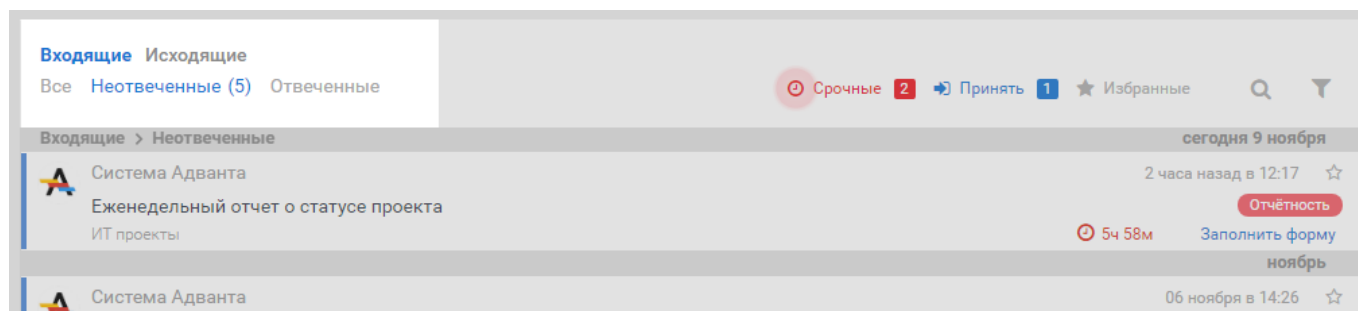 Входящие Исходящие
Все Неотвеченные (5) Отвеченные
Срочные 2 Принять 1 Избранные
Входящие > Неотвеченные сегодня 9 ноября
Система Адванта 2 часа назад в 12:17
Еженедельный отчет о статусе проекта Отчётность
ИТ проекты 5ч 58м Заполнить форму
ноябрь
Система Адванта 06 ноября в 14:26